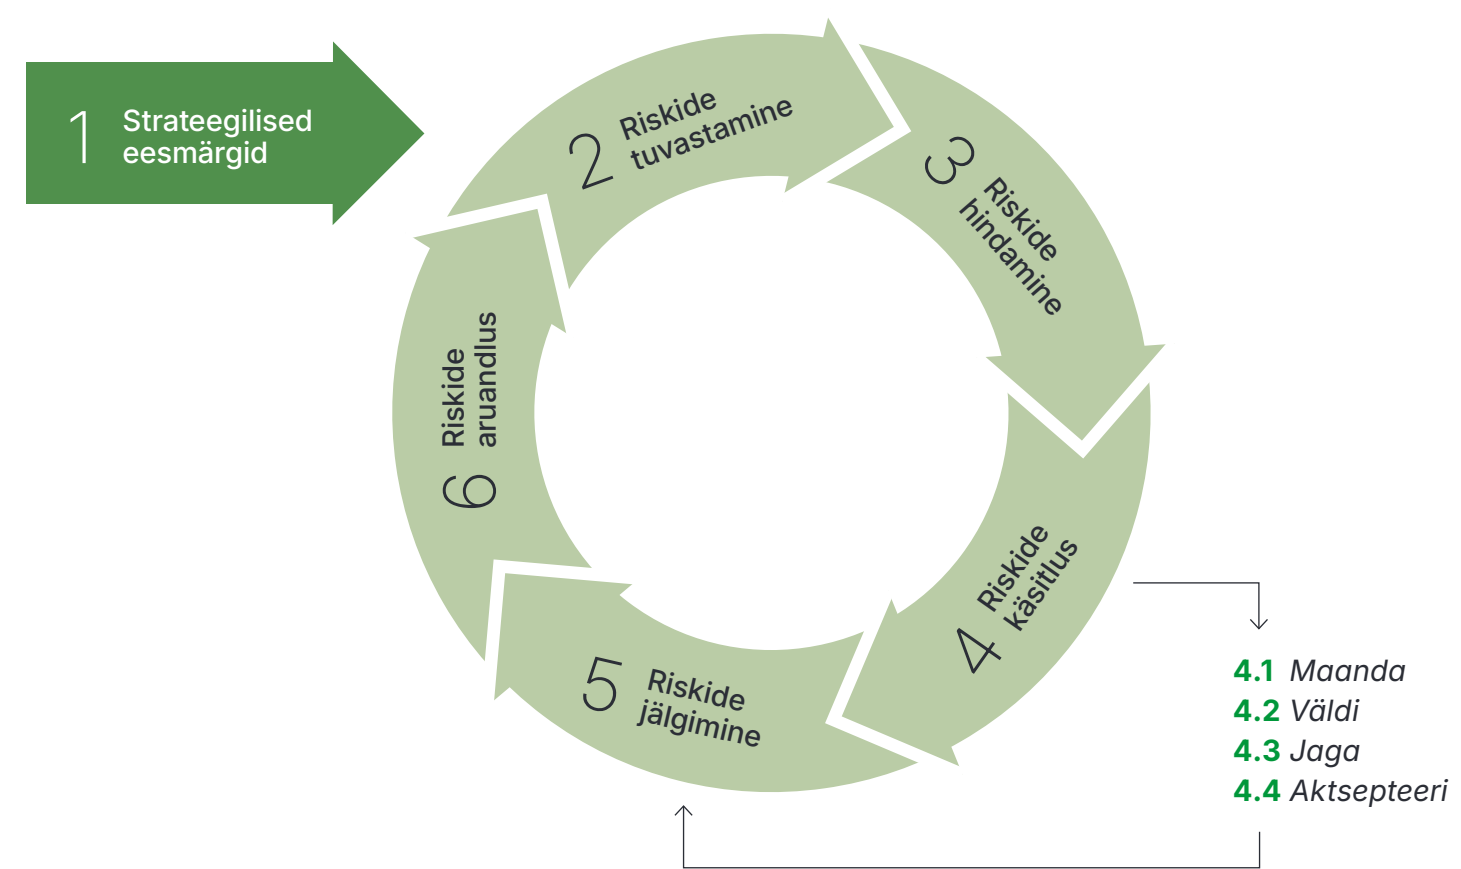 1 Strateegilised
eesmärgid
2 Riskide
tuvastamine
3 Riskide
hindamine
4 Riskide
käsitlus
4.1 Maanda
4.2 Väldi
4.3 Jaga
4.4 Aktsepteeri
5 Riskide
jälgimine
6 Riskide
aruandlus